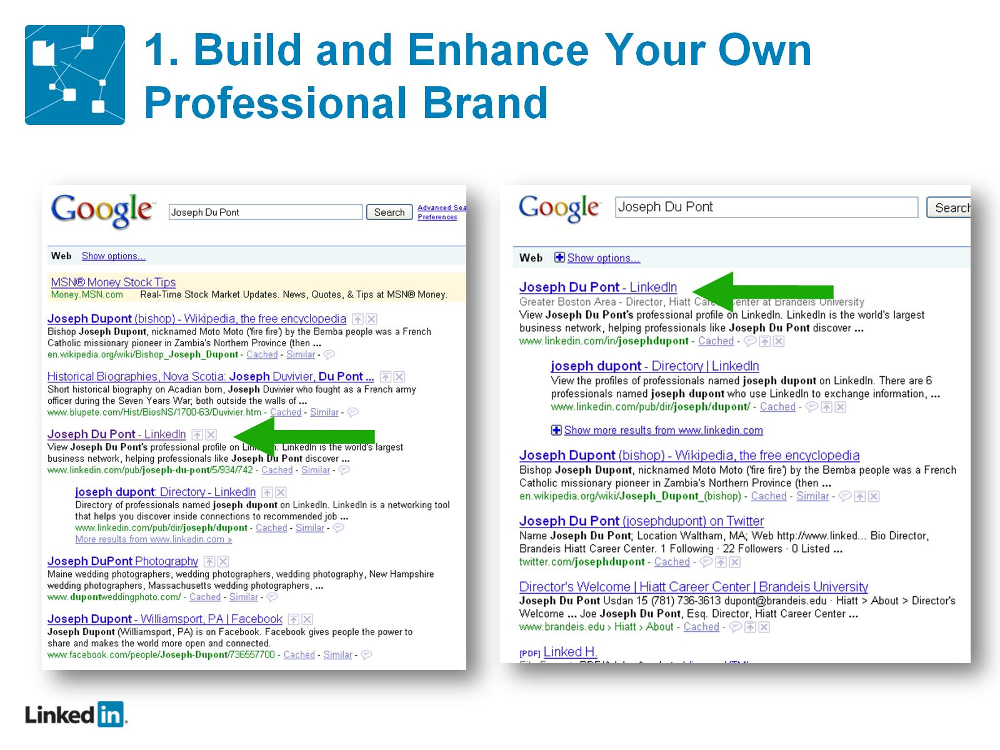 1. Build and Enhance Your Own
Professional Brand
Google™
Joseph Du Pont
Search
Advanced Sea
Preferences
Web Show options...
MSN® Money Stock Tips
Money.MSN.com Real-Time Stock Market Updates. News, Quotes, & Tips at MSN® Money.
Joseph Dupont (bishop) - Wikipedia, the free encyclopedia
Bishop Joseph Dupont, nicknamed Moto Moto ('fire fire') by the Bemba people was a French
Catholic missionary pioneer in Zambia's Northern Province (then ...
en.wikipedia.org/wiki/Bishop_Joseph_Dupont - Cached - Similar -
Historical Biographies, Nova Scotia: Joseph Duvivier, Du Pont ...
Short historical biography on Acadian born, Joseph Duvivier who fought as a French army
officer during the Seven Years War; both outside the walls of ...
www.blupete.com/Hist/BiosNS/1700-63/Duvivier.htm - Cached - Similar -
Joseph Du Pont - LinkedIn
View Joseph Du Pont's professional profile on LinkedIn. LinkedIn is the world's largest
business network, helping professionals like Joseph Du Pont discover ...
www.linkedin.com/pub/joseph-du-pont/5/934/742 - Cached - Similar -
joseph dupont: Directory - LinkedIn
Directory of professionals named joseph dupont on LinkedIn. LinkedIn is a networking tool
that helps you discover inside connections to recommended job ...
www.linkedin.com/pub/dir/joseph/dupont - Cached - Similar -
More results from www.linkedin.com »
Joseph DuPont Photography
Maine wedding photographers, wedding photographers, wedding photography, New Hampshire
wedding photographers, Massachusetts wedding photographers, ...
www.dupontweddingphoto.com/ - Cached - Similar -
Joseph Dupont - Williamsport, PA | Facebook
Joseph Dupont (Williamsport, PA) is on Facebook. Facebook gives people the power to
share and makes the world more open and connected.
www.facebook.com/people/Joseph-Dupont/736557700 - Cached - Similar -
Google™
Joseph Du Pont
Search
Web Show options...
Joseph Du Pont - LinkedIn
Greater Boston Area - Director, Hiatt Career Center at Brandeis University
View Joseph Du Pont's professional profile on LinkedIn. LinkedIn is the world's largest
business network, helping professionals like Joseph Du Pont discover ...
www.linkedin.com/in/josephdupont - Cached -
joseph dupont - Directory | LinkedIn
View the profiles of professionals named joseph dupont on LinkedIn. There are 6
professionals named joseph dupont who use LinkedIn to exchange information, ...
www.linkedin.com/pub/dir/joseph/dupont/ - Cached -
Show more results from www.linkedin.com
Joseph Dupont (bishop) - Wikipedia, the free encyclopedia
Bishop Joseph Dupont, nicknamed Moto Moto ('fire fire') by the Bemba people was a French
Catholic missionary pioneer in Zambia's Northern Province (then ...
en.wikipedia.org/wiki/Joseph_Dupont_(bishop) - Cached - Similar -
Joseph Du Pont (josephdupont) on Twitter
Name Joseph Du Pont; Location Waltham, MA; Web http://www.linked... Bio Director,
Brandeis Hiatt Career Center. 1 Following · 22 Followers · 0 Listed ...
twitter.com/josephdupont - Cached -
Director's Welcome | Hiatt Career Center | Brandeis University
Joseph Du Pont Usdan 15 (781) 736-3613 dupont@brandeis.edu · Hiatt > About > Director's
Welcome ... Joe Joseph Du Pont, Esq. Director, Hiatt Career Center ...
www.brandeis.edu › Hiatt › About - Cached -
[PDF] Linked H.
LinkedIn.